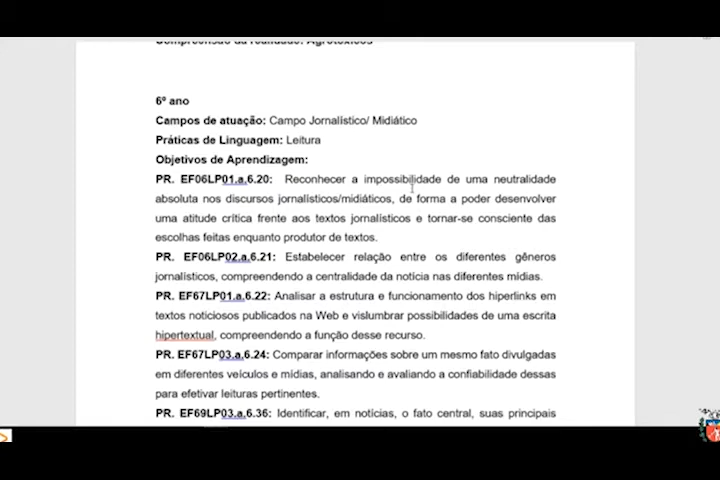 Compreensão da realidade: Agrotóxicos
6º ano
Campos de atuação: Campo Jornalístico/ Midiático
Práticas de Linguagem: Leitura
Objetivos de Aprendizagem:
PR. EF06LP01.a.6.20: Reconhecer a impossibilidade de uma neutralidade
absoluta nos discursos jornalísticos/midiáticos, de forma a poder desenvolver
uma atitude crítica frente aos textos jornalísticos e tornar-se consciente das
escolhas feitas enquanto produtor de textos.
PR. EF06LP02.a.6.21: Estabelecer relação entre os diferentes gêneros
jornalísticos, compreendendo a centralidade da notícia nas diferentes mídias.
PR. EF67LP01.a.6.22: Analisar a estrutura e funcionamento dos hiperlinks em
textos noticiosos publicados na Web e vislumbrar possibilidades de uma escrita
hipertextual, compreendendo a função desse recurso.
PR. EF67LP03.a.6.24: Comparar informações sobre um mesmo fato divulgadas
em diferentes veículos e mídias, analisando e avaliando a confiabilidade dessas
para efetivar leituras pertinentes.
PR. EF69LP03.a.6.36: Identificar, em notícias, o fato central, suas principais